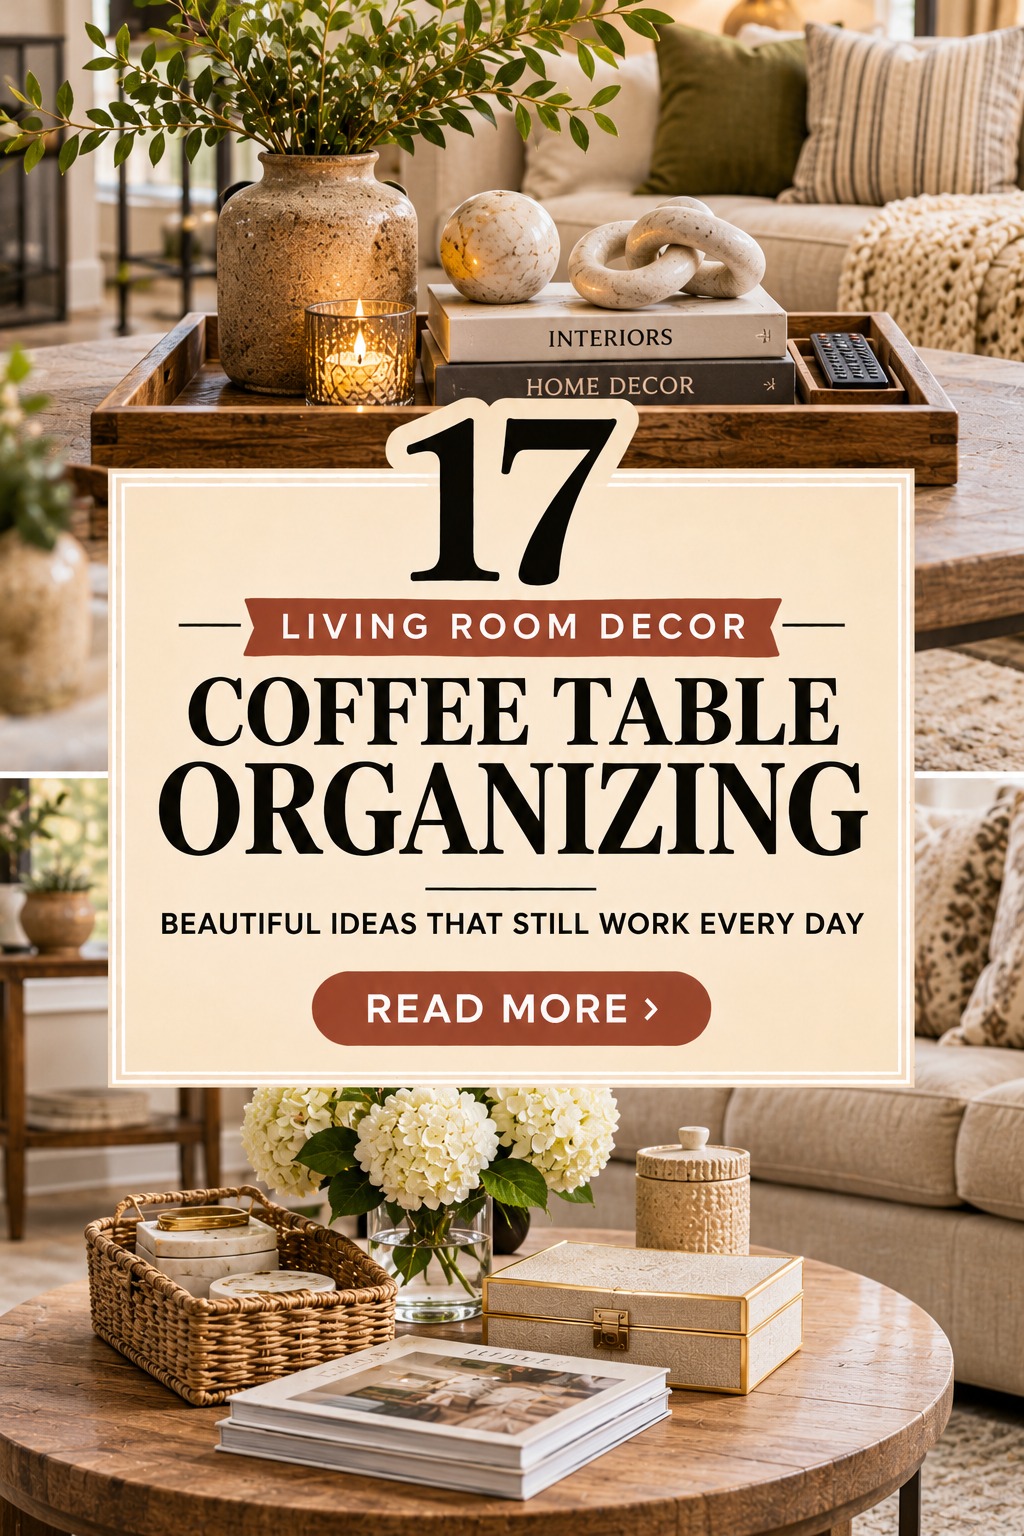 INTERIORS
HOME DECOR
17
LIVING ROOM DECOR
COFFEE TABLE
ORGANIZING
BEAUTIFUL IDEAS THAT STILL WORK EVERY DAY
READ MORE ›